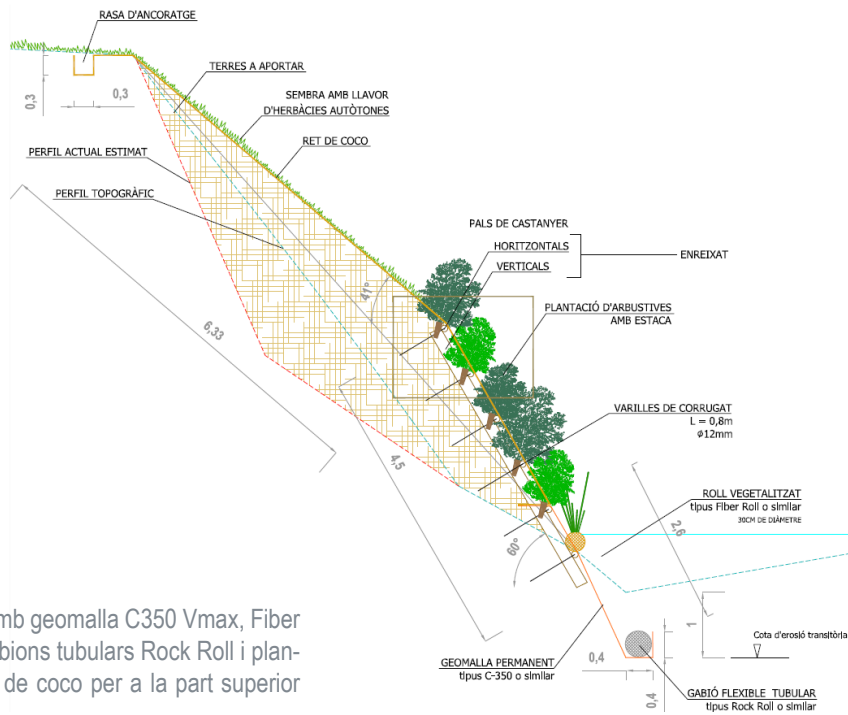 RASA D'ANCORATGE
TERRES A APORTAR
0,3
0,3
SEMBRA AMB LLAVOR
D'HERBÀCIES AUTÒTONES
RET DE COCO
PERFIL ACTUAL ESTIMAT
PERFIL TOPOGRÀFIC
PALS DE CASTANYER
HORITZONTALS
VERTICALS
ENREIXAT
41°
PLANTACIÓ D'ARBUSTIVES
AMB ESTACA
6,33
VARILLES DE CORRUGAT
L = 0,8m
ø12mm
4,5
ROLL VEGETALITZAT
tipus Fiber Roll o similar
30CM DE DIÀMETRE
2,6
60°
mb geomalla C350 Vmax, Fiber
bions tubulars Rock Roll i plan-
de coco per a la part superior
1
Cota d'erosió transitòria
GEOMALLA PERMANENT
tipus C-350 o similar
0,4
0,4
GABIÓ FLEXIBLE TUBULAR
tipus Rock Roll o similar